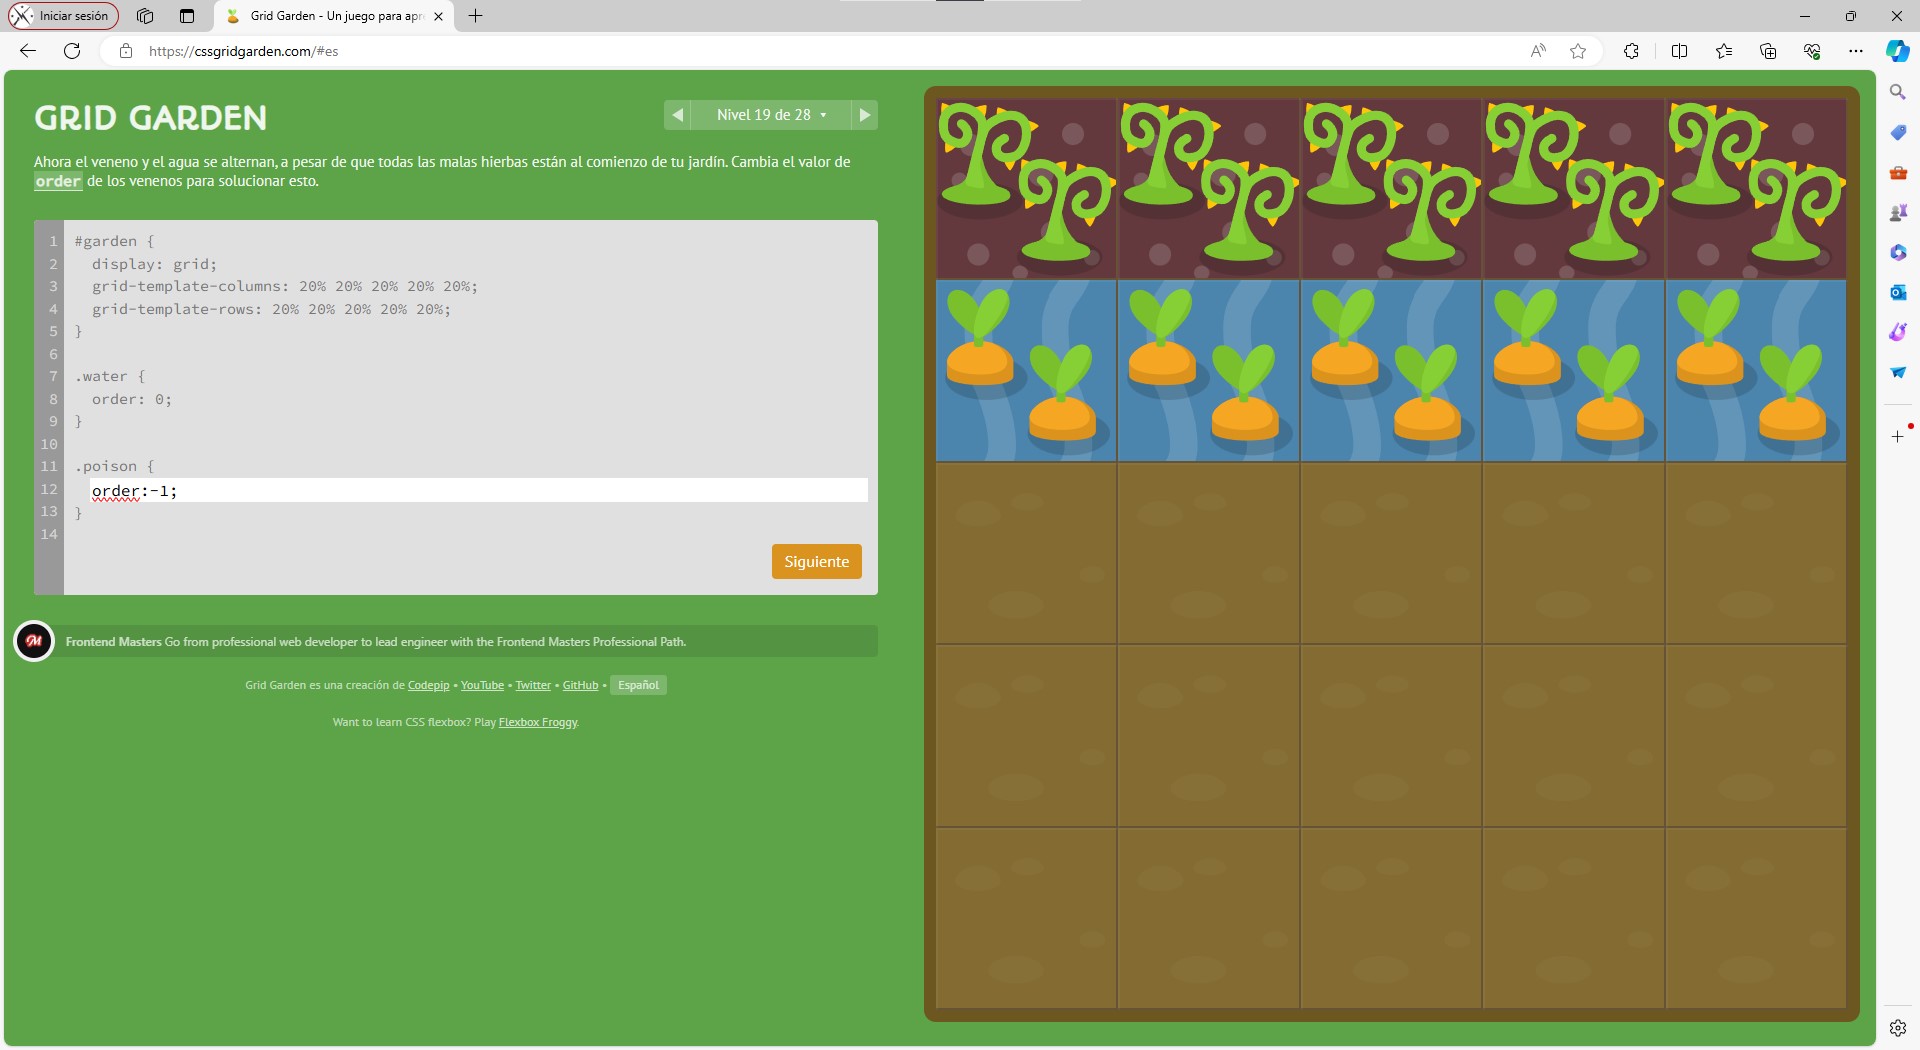 Iniciar sesión
Grid Garden - Un juego para apr
https://cssgridgarden.com/#es
GRID GARDEN
Nivel 19 de 28
Ahora el veneno y el agua se alternan, a pesar de que todas las malas hierbas están al comienzo de tu jardín. Cambia el valor de
order de los venenos para solucionar esto.
1 #garden {
2 display: grid;
3 grid-template-columns: 20% 20% 20% 20% 20%;
4 grid-template-rows: 20% 20% 20% 20% 20%;
5 }
6
7 .water {
8 order: 0;
9 }
10
11 .poison {
12 order:-1;
13 }
14
Siguiente
Frontend Masters Go from professional web developer to lead engineer with the Frontend Masters Professional Path.
Grid Garden es una creación de Codepip • YouTube • Twitter • GitHub • Español
Want to learn CSS flexbox? Play Flexbox Froggy.